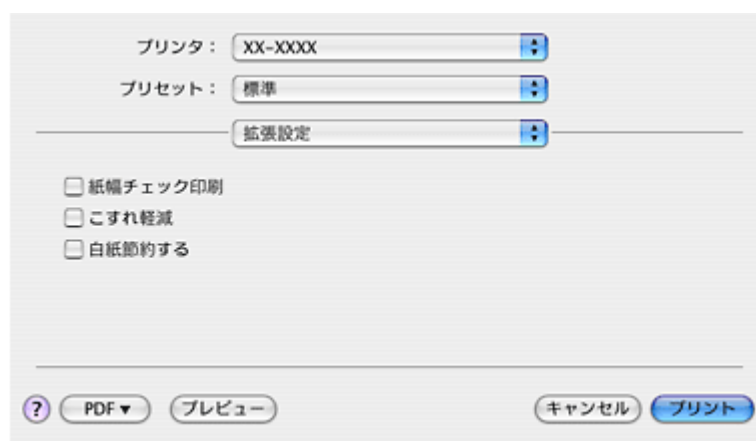 プリンタ： XX-XXXX
プリセット： 標準
拡張設定
紙幅チェック印刷
こすれ軽減
白紙節約する
? PDF▼ プレビュー キャンセル プリント